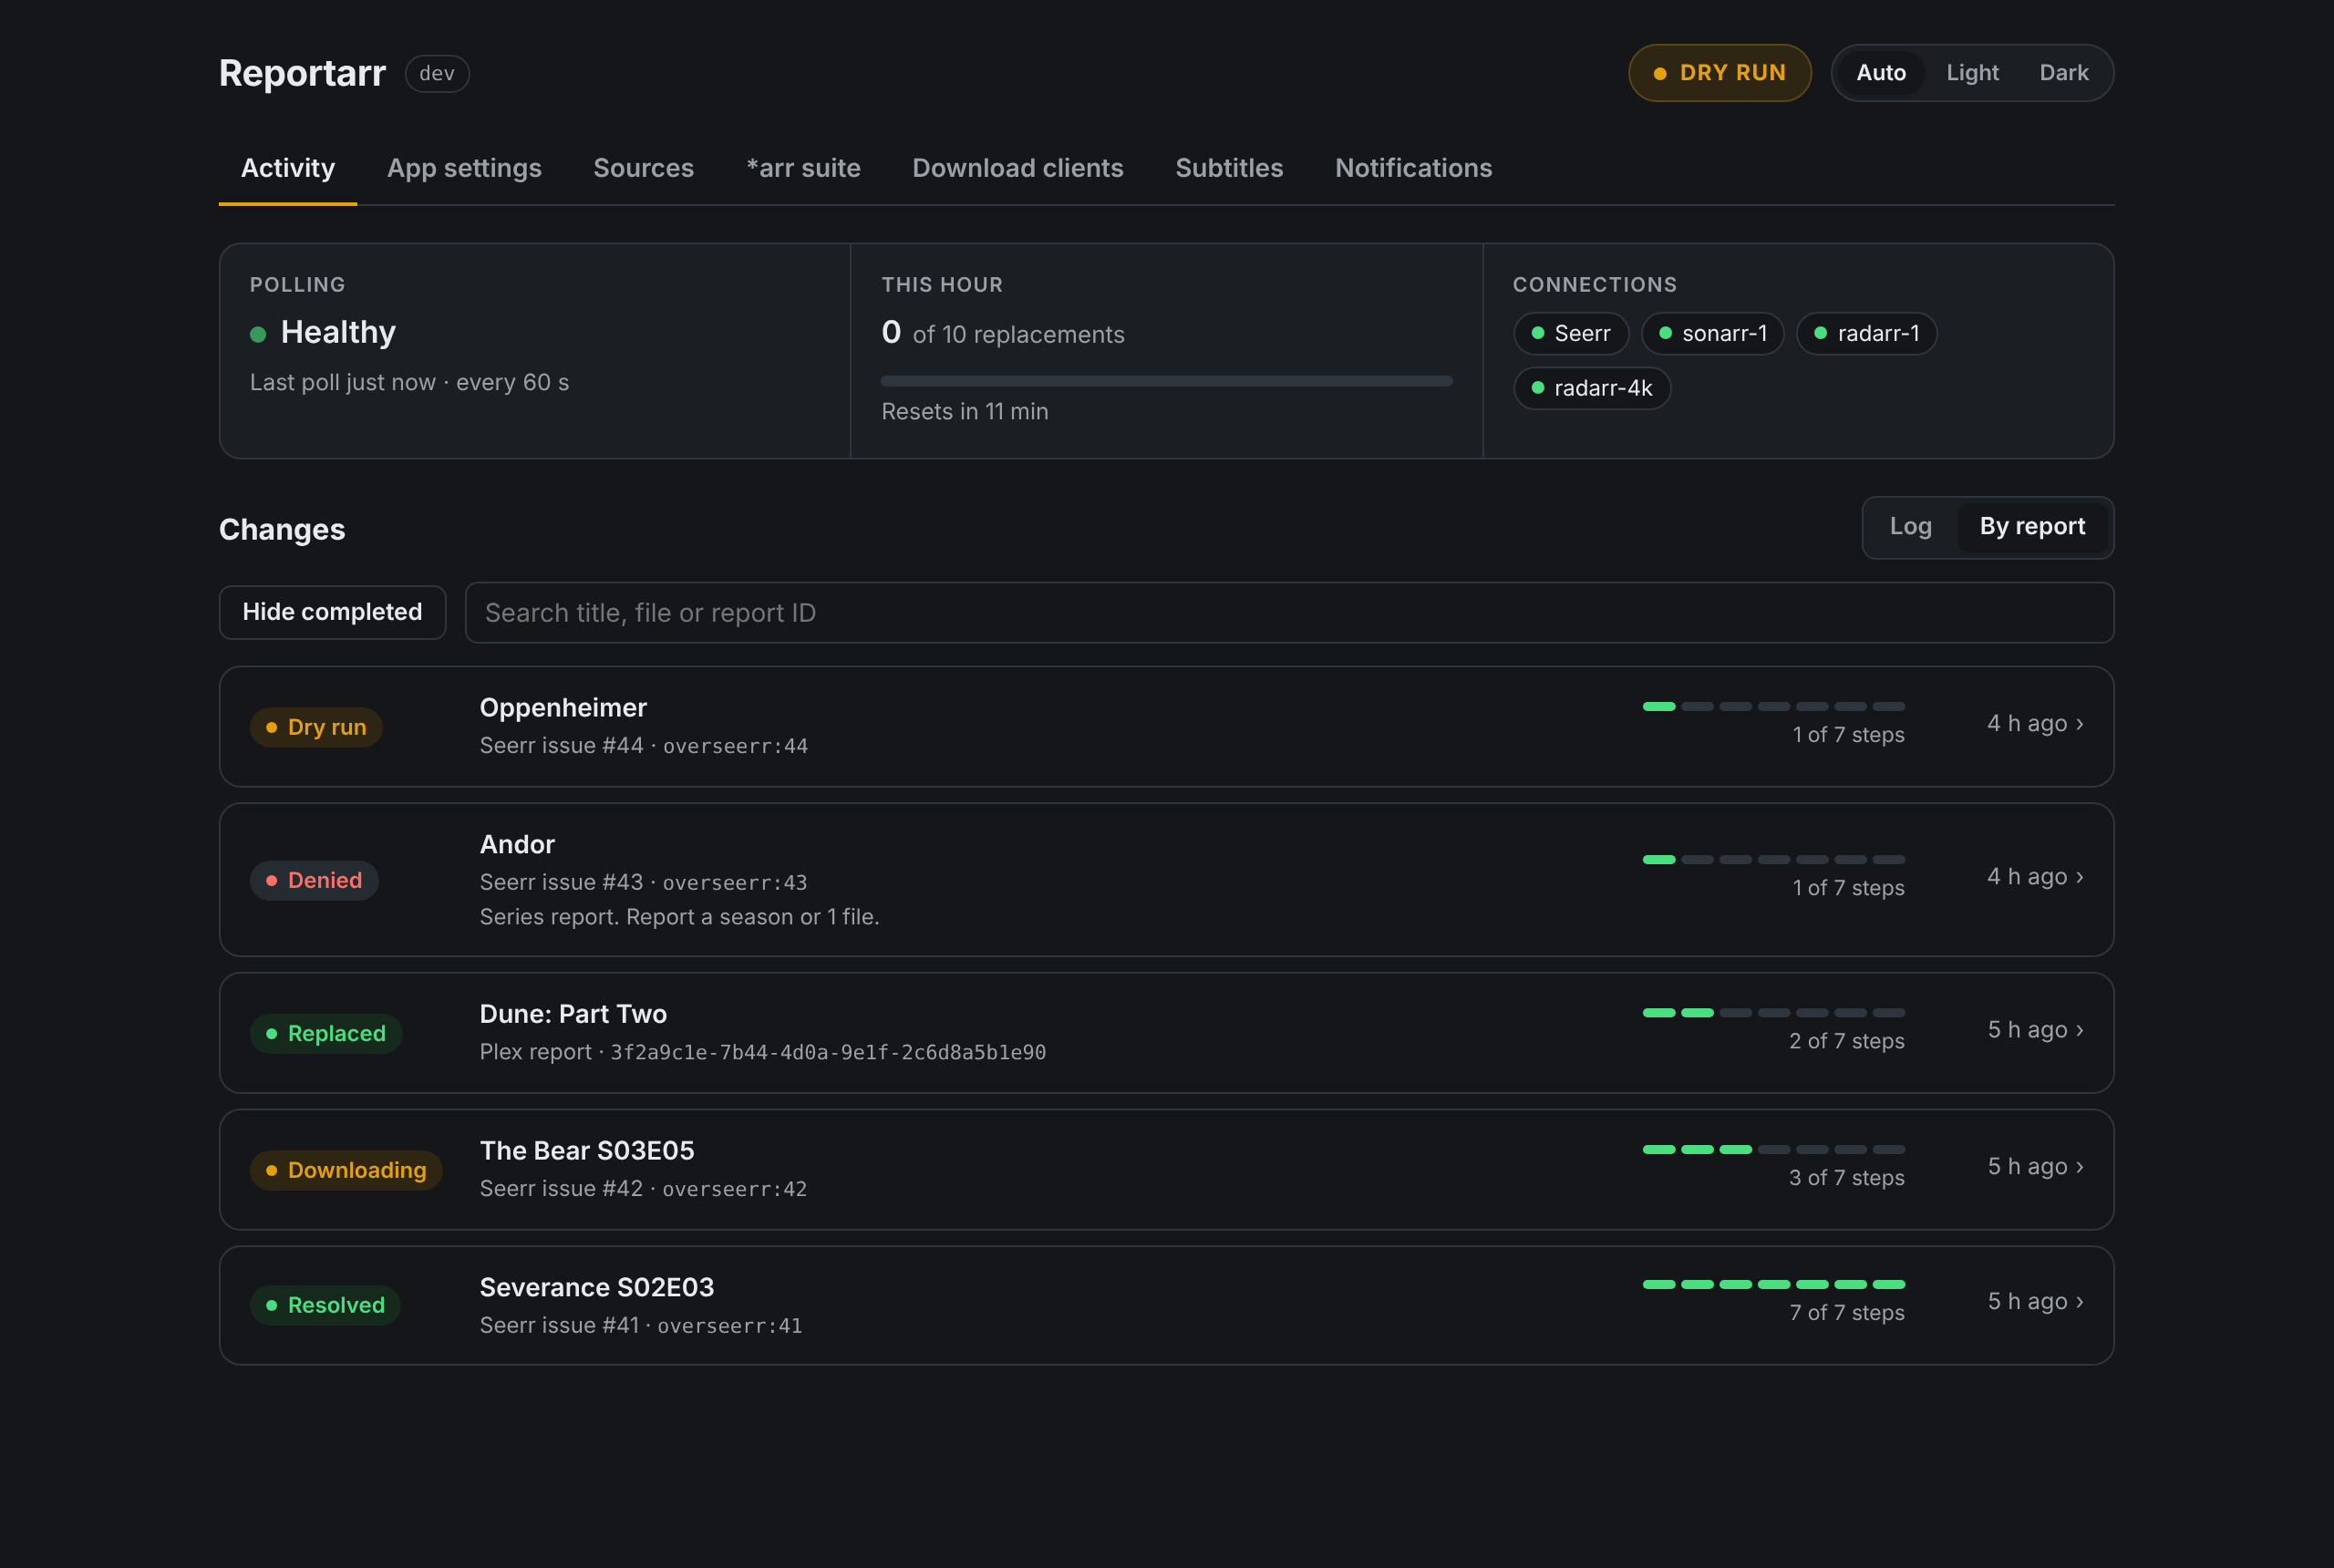 Reportarr dev DRY RUN Auto Light Dark
Activity App settings Sources *arr suite Download clients Subtitles Notifications
POLLING
Healthy
Last poll just now · every 60 s
THIS HOUR
0 of 10 replacements
Resets in 11 min
CONNECTIONS
Seerr sonarr-1 radarr-1
radarr-4k
Changes Log By report
Hide completed Search title, file or report ID
Dry run
Oppenheimer
Seerr issue #44 · overseerr:44
1 of 7 steps
4 h ago ›
Denied
Andor
Seerr issue #43 · overseerr:43
Series report. Report a season or 1 file.
1 of 7 steps
4 h ago ›
Replaced
Dune: Part Two
Plex report · 3f2a9c1e-7b44-4d0a-9e1f-2c6d8a5b1e90
2 of 7 steps
5 h ago ›
Downloading
The Bear S03E05
Seerr issue #42 · overseerr:42
3 of 7 steps
5 h ago ›
Resolved
Severance S02E03
Seerr issue #41 · overseerr:41
7 of 7 steps
5 h ago ›